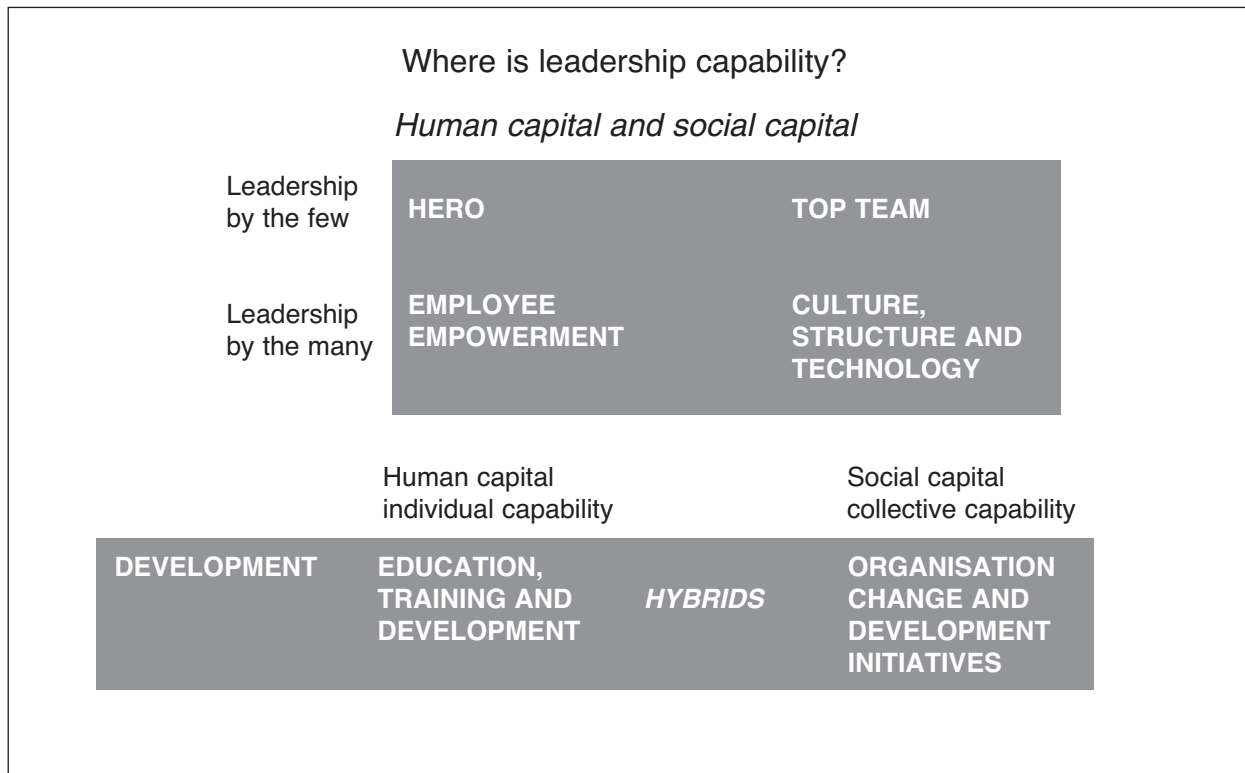 Where is leadership capability?
Human capital and social capital
Leadership
by the few
HERO
TOP TEAM
Leadership
by the many
EMPLOYEE
EMPOWERMENT
CULTURE,
STRUCTURE AND
TECHNOLOGY
Human capital
individual capability
Social capital
collective capability
DEVELOPMENT
EDUCATION,
TRAINING AND
DEVELOPMENT
HYBRIDS
ORGANISATION
CHANGE AND
DEVELOPMENT
INITIATIVES